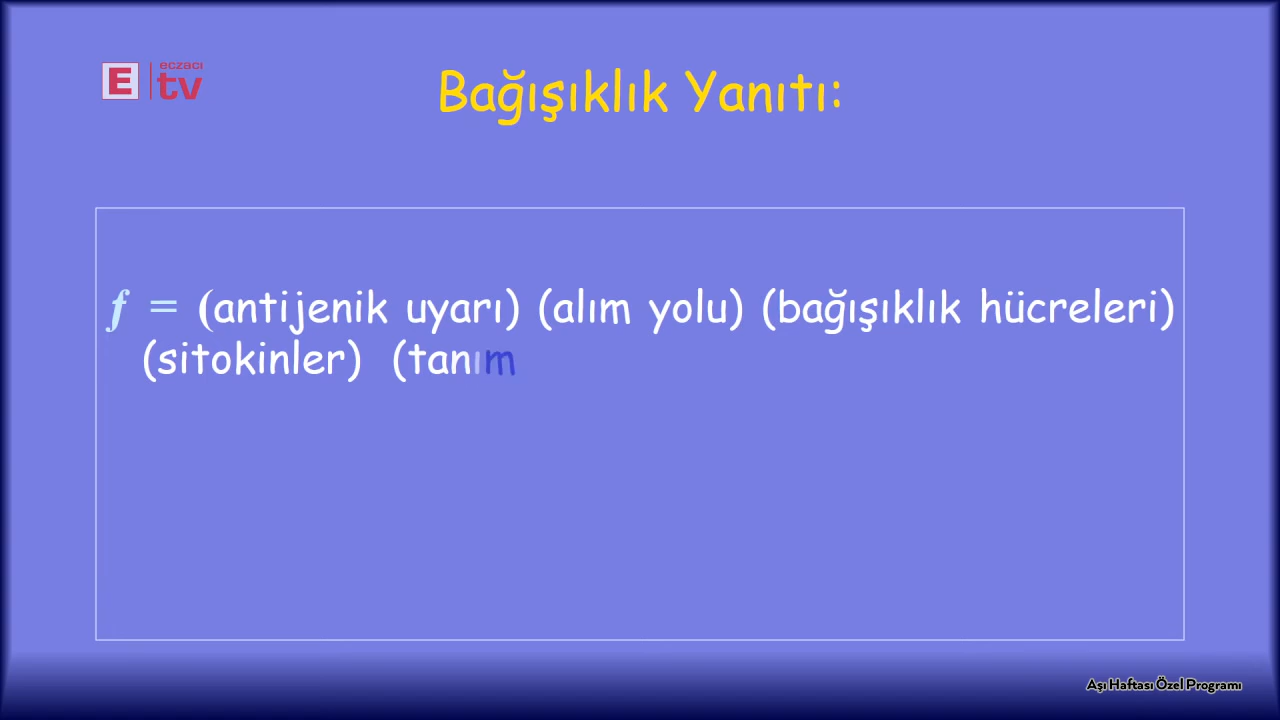 E eczacı tv
Bağışıklık Yanıtı:
f = (antijenik uyarı) (alım yolu) (bağışıklık hücreleri)
(sitokinler) (tanım
Aşı Haftası Özel Programı